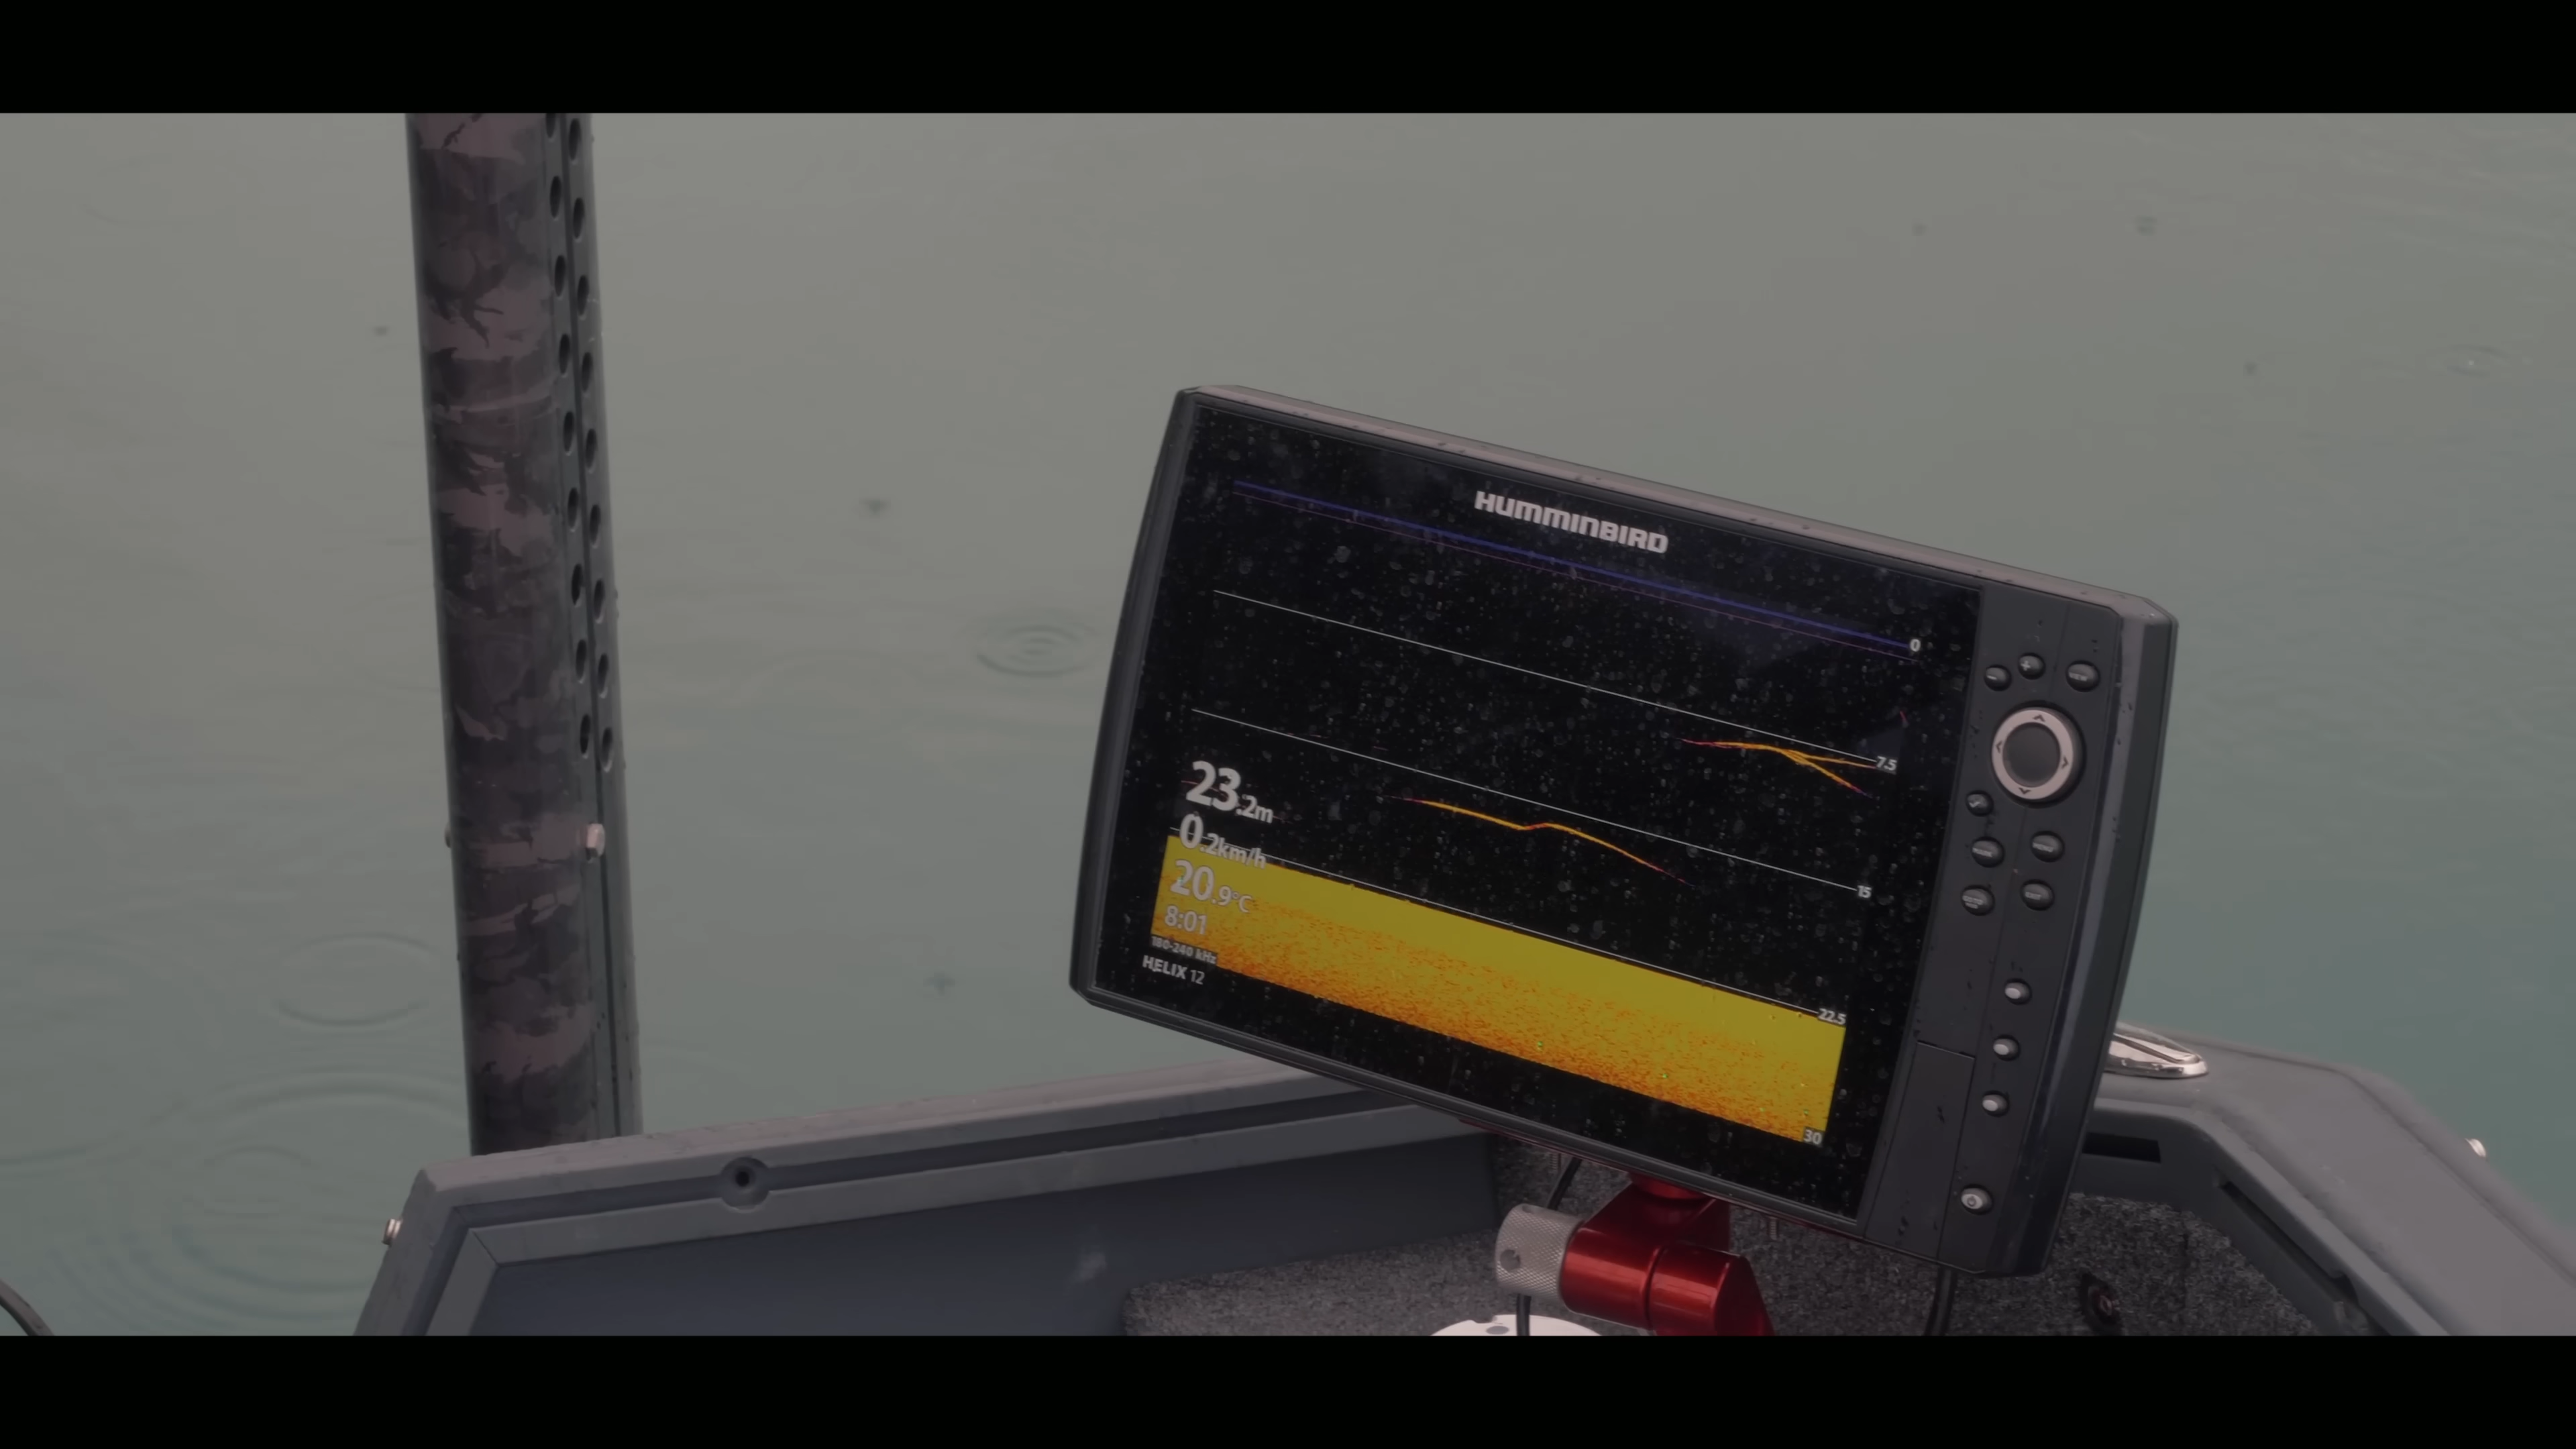 HUMMINBIRD
0
7.5
15
22.5
30
23.2m
0.2km/h
20.9°C
8:01
180-240 kHz
HELIX 12
VIEW